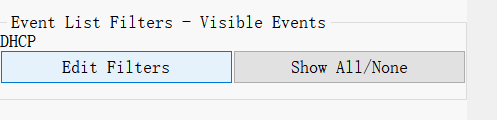 Event List Filters - Visible Events
DHCP
Edit Filters
Show All/None